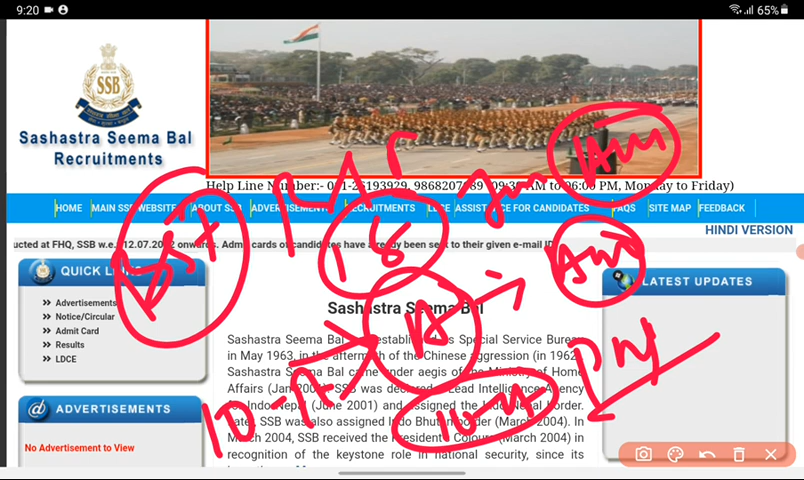 9:20
65%
SSB
Sashastra Seema Bal
Recruitments
Help Line Number:- 011-26193929, 9868207989 (09:30 AM to 06:00 PM, Monday to Friday)
HOME MAIN SSB WEBSITE ABOUT SSB ADVERTISEMENTS RECRUITMENTS LDCE ASSISTANCE FOR CANDIDATES FAQS SITE MAP FEEDBACK
HINDI VERSION
ucted at FHQ, SSB w.e.f 12.07.2022 onwards. Admit cards of candidates have already been sent to their given e-mail ID
QUICK LINKS
Advertisements
Notice/Circular
Admit Card
Results
LDCE
ADVERTISEMENTS
No Advertisement to View
Sashastra Seema Bal
Sashastra Seema Bal was established as Special Service Bureau
in May 1963, in the aftermath of the Chinese aggression (in 1962
Sashastra Seema Bal came under aegis of the Ministry of Home
Affairs (Jan 2001). SSB was declared Lead Intelligence Agency
for Indo Nepal (June 2001) and assigned the Indo Nepal Border.
Later, SSB was also assigned Indo Bhutan border (March 2004). In
March 2004, SSB received the President's Colours (March 2004) in
recognition of the keystone role in national security, since its
LATEST UPDATES
18